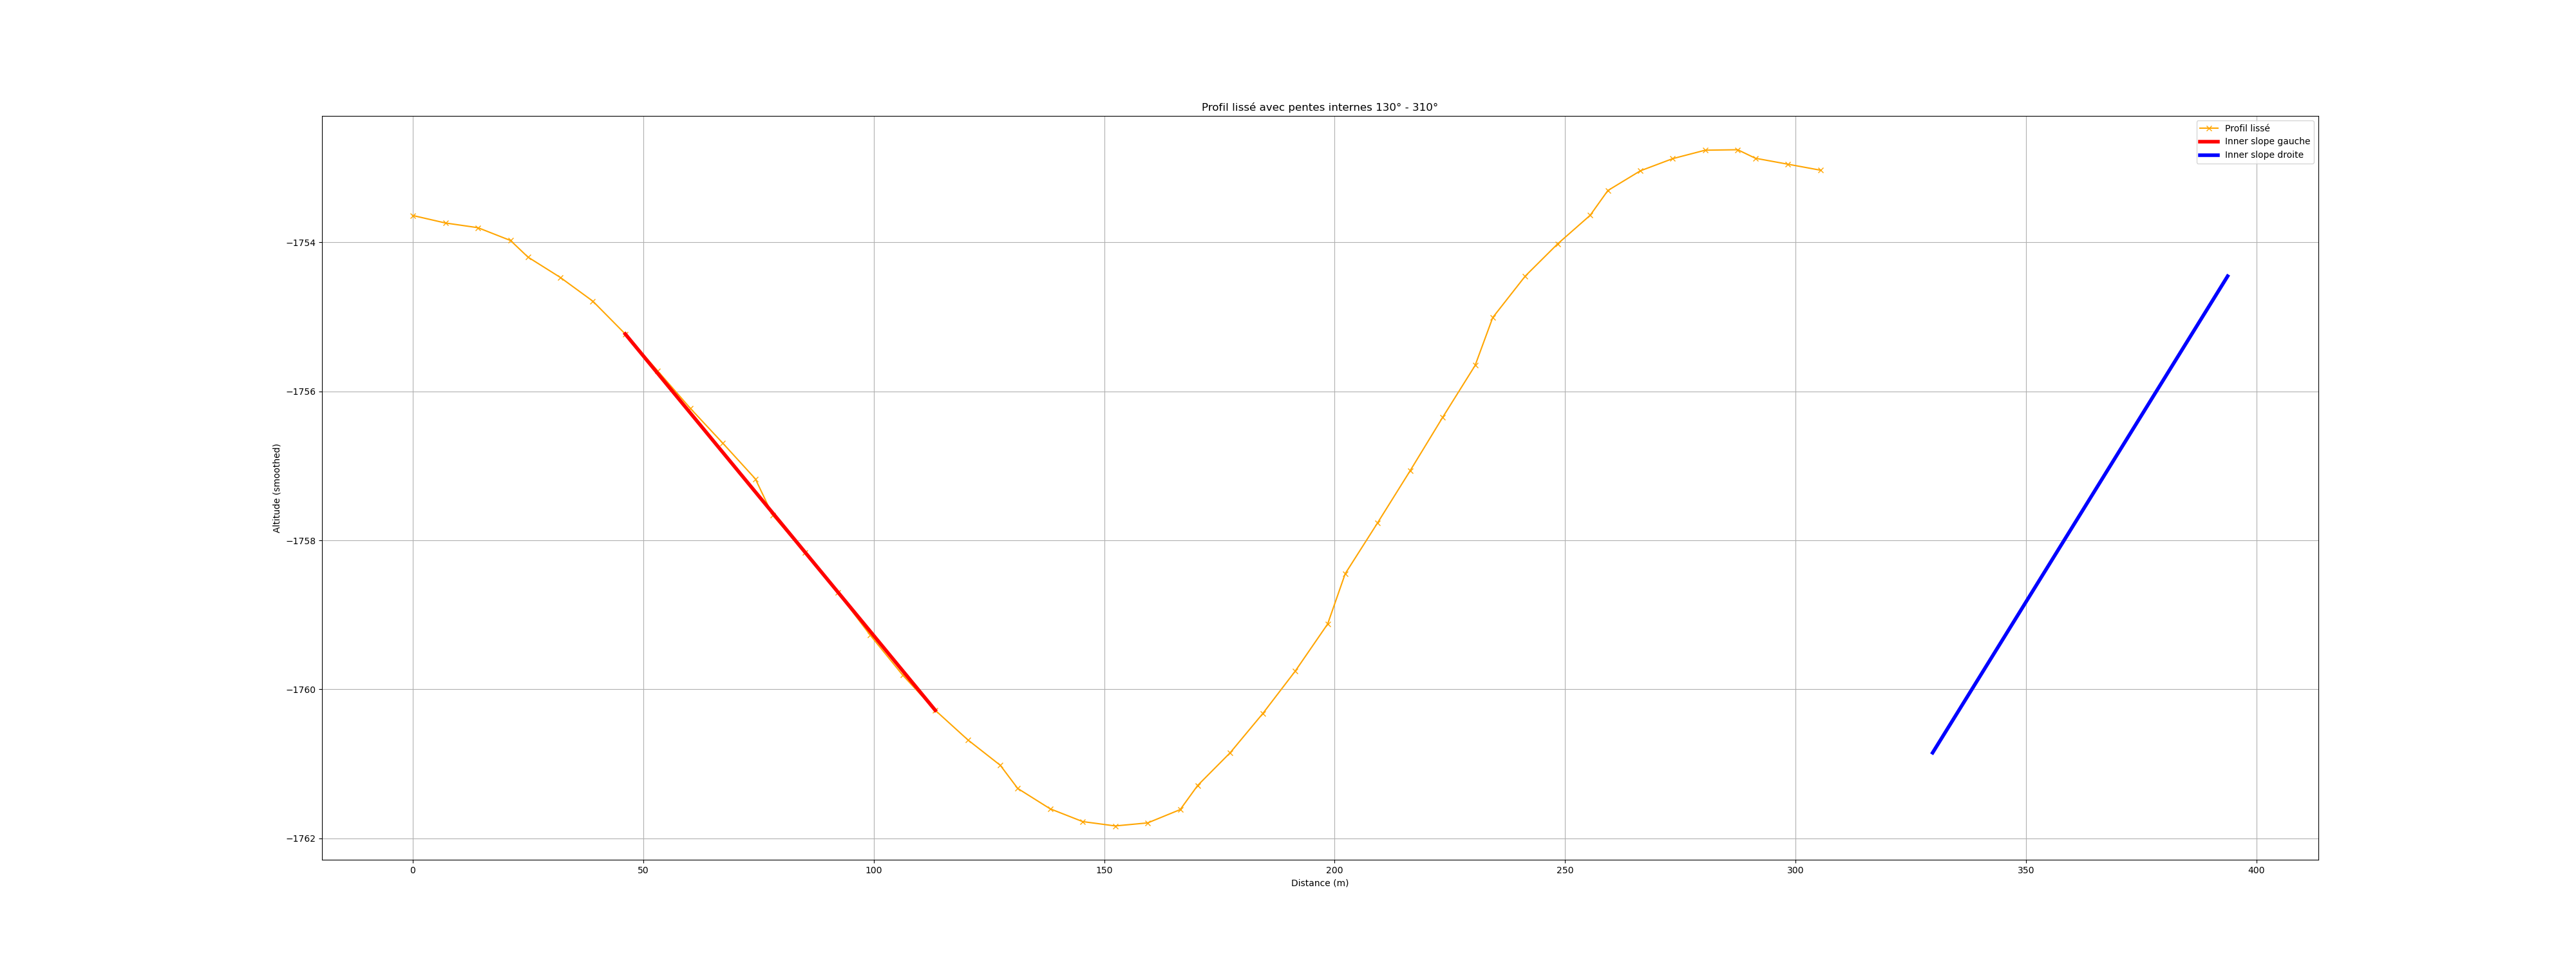 Profil lissé avec pentes internes 130° - 310°
Profil lissé
Inner slope gauche
Inner slope droite
Altitude (smoothed)
−1754
−1756
−1758
−1760
−1762
0 50 100 150 200 250 300 350 400
Distance (m)